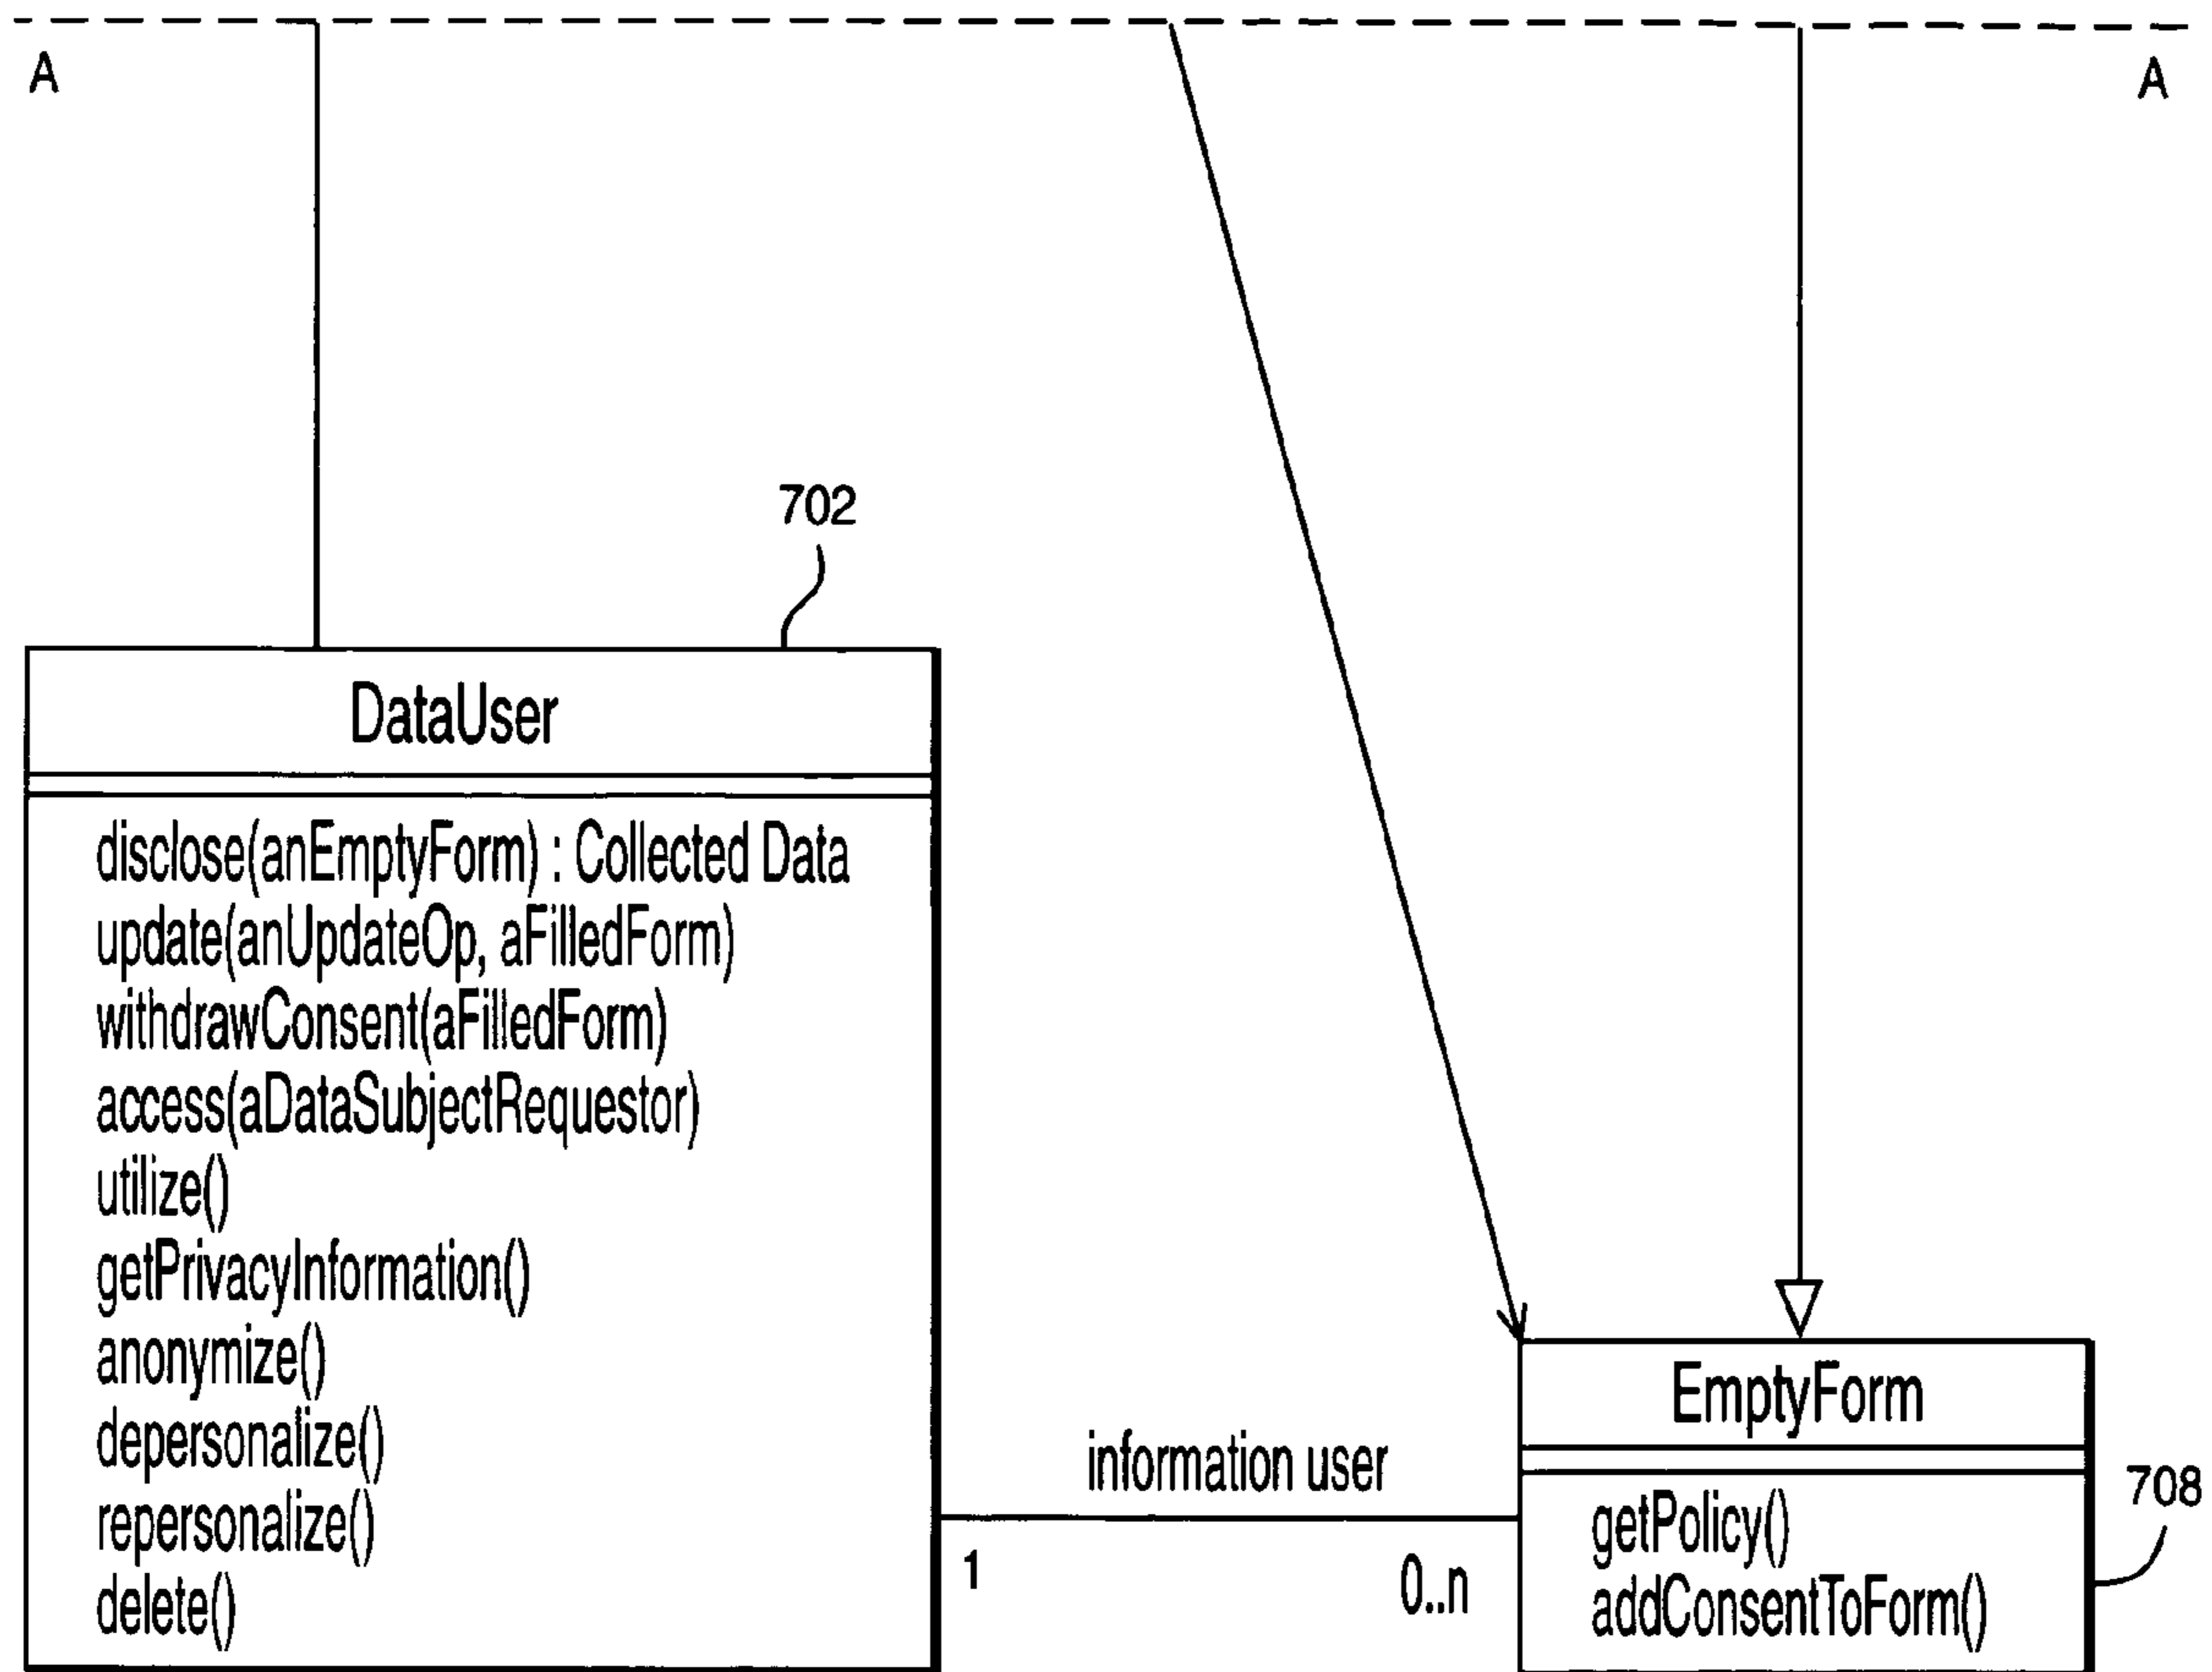 A
A
702
DataUser
disclose(anEmptyForm) : Collected Data
update(anUpdateOp, aFilledForm)
withdrawConsent(aFilledForm)
access(aDataSubjectRequestor)
utilize()
getPrivacyInformation()
anonymize()
depersonalize()
repersonalize()
delete()
information user
1
0..n
EmptyForm
getPolicy()
addConsentToForm()
708